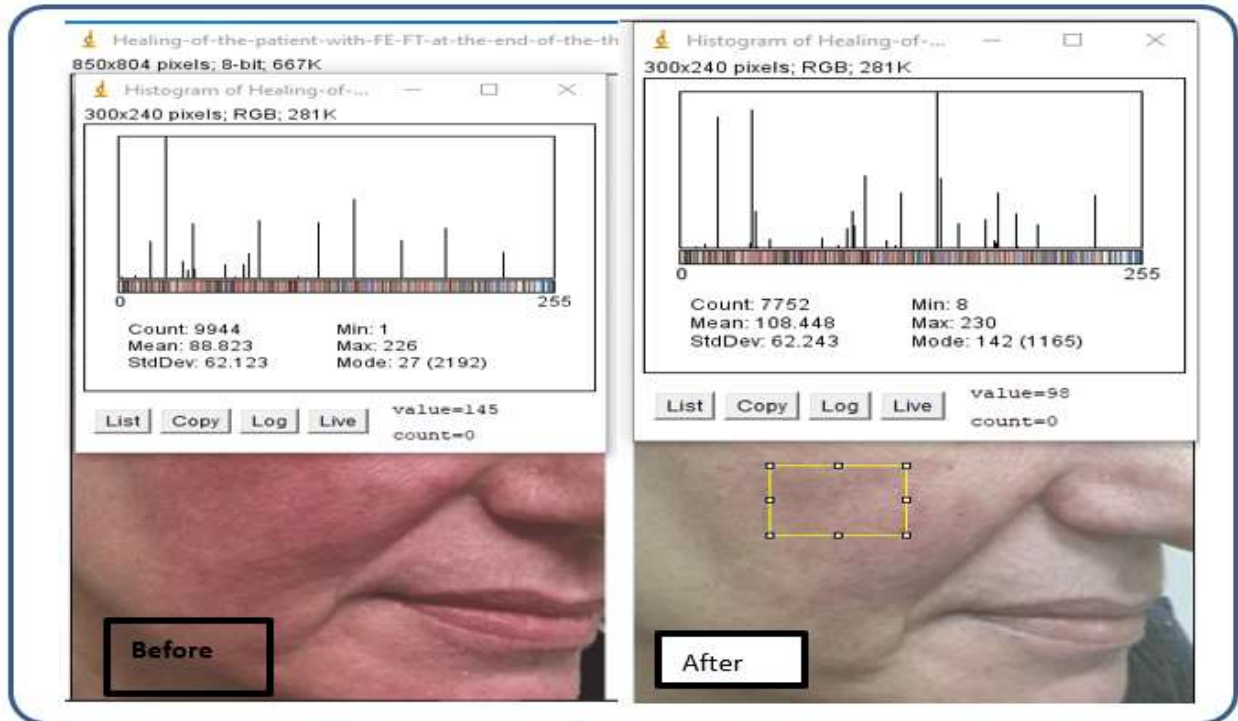 Healing-of-the-patient-with-FE-FT-at-the-end-of-the-th
850x804 pixels; 8-bit; 667K
Histogram of Healing-of-...
300x240 pixels; RGB; 281K
0
255
Count: 9944 Min: 1
Mean: 88.823 Max: 226
StdDev: 62.123 Mode: 27 (2192)
List Copy Log Live
value=145
count=0
Before
Histogram of Healing-of-...
300x240 pixels; RGB; 281K
0
255
Count: 7752 Min: 8
Mean: 108.448 Max: 230
StdDev: 62.243 Mode: 142 (1165)
List Copy Log Live
value=98
count=0
After